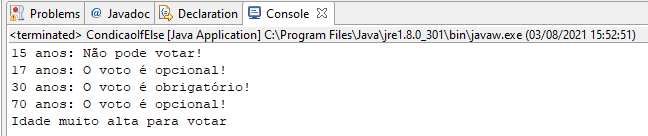 Problems Javadoc Declaration Console
<terminated> CondicaoIfElse [Java Application] C:\Program Files\Java\jre1.8.0_301\bin\javaw.exe (03/08/2021 15:52:51)
15 anos: Não pode votar!
17 anos: O voto é opcional!
30 anos: O voto é obrigatório!
70 anos: O voto é opcional!
Idade muito alta para votar